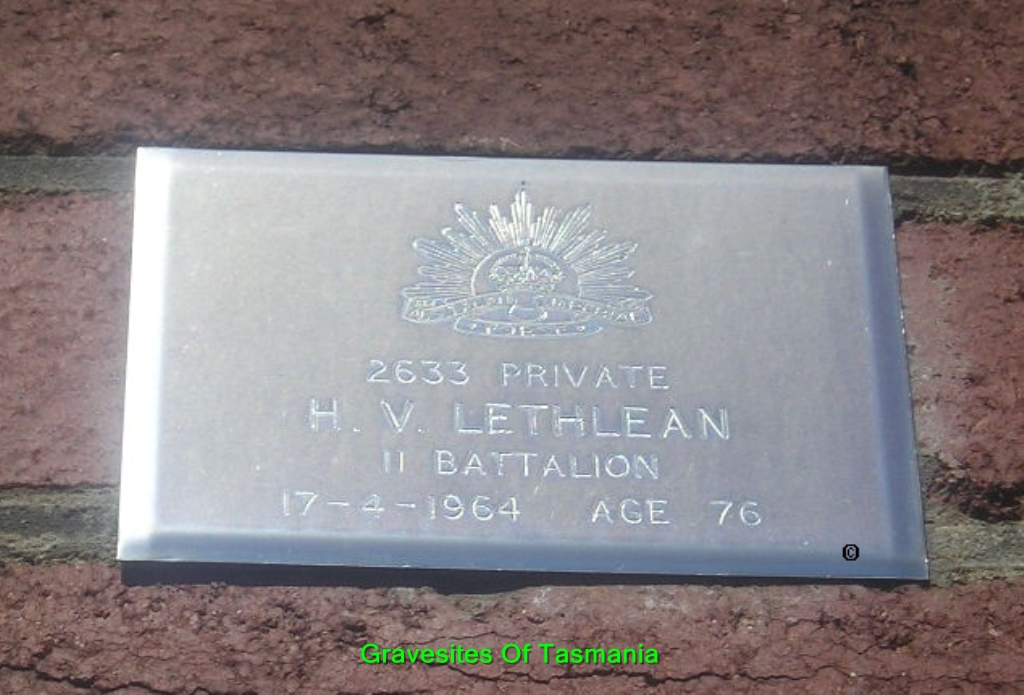 2633 PRIVATE
H. V. LETHLEAN
11 BATTALION
17-4-1964 AGE 76
©
Gravesites Of Tasmania